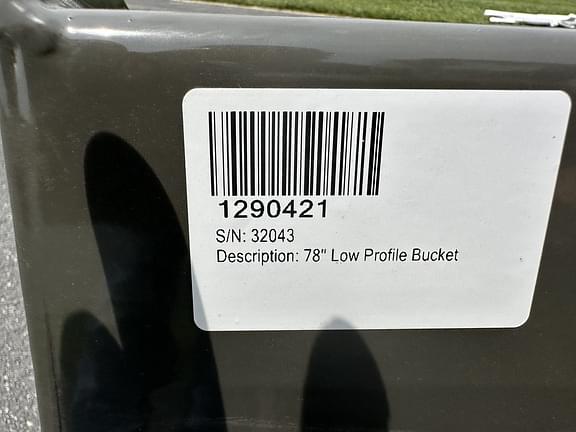 1290421
S/N: 32043
Description: 78" Low Profile Bucket